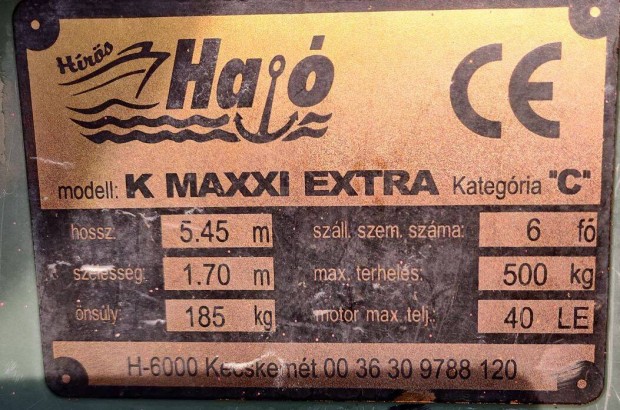 Hírös Hajó
CE
modell: K MAXXI EXTRA Kategória "C"
hossz: 5.45 m száll. szem. száma: 6 fő
szélesség: 1.70 m max. terhelés: 500 kg
önsúly: 185 kg motor max. telj.: 40 LE
H-6000 Kecskemét 00 36 30 9788 120